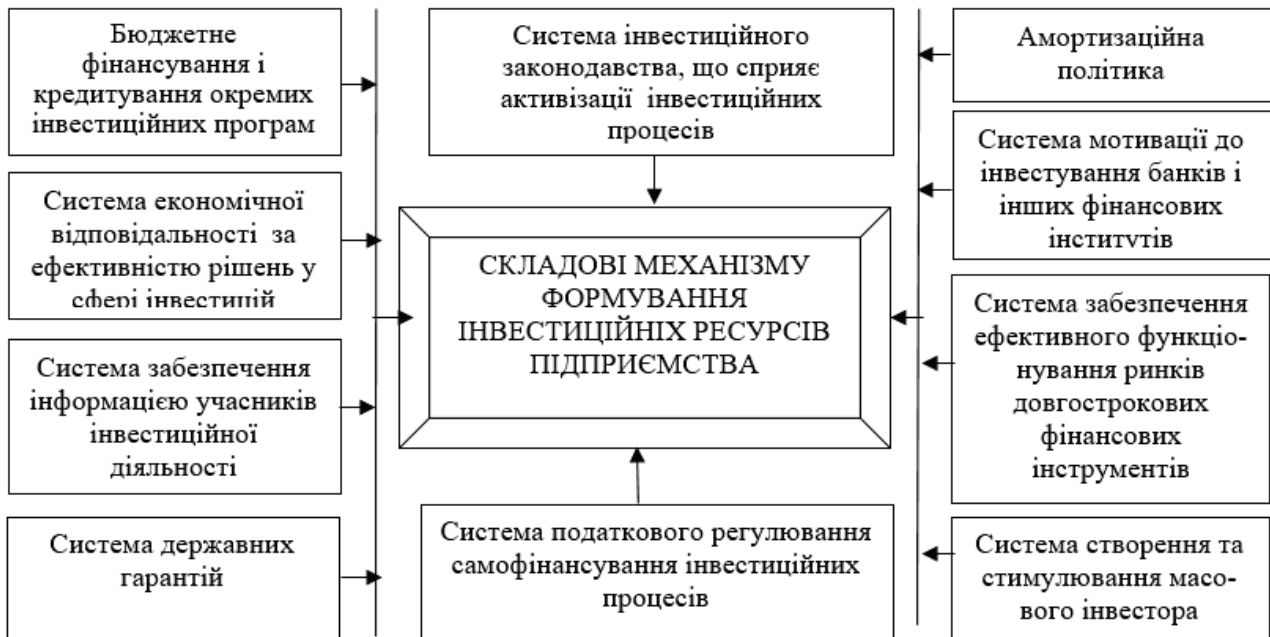 Бюджетне
фінансування і
кредитування окремих
інвестиційних програм
Система економічної
відповідальності за
ефективністю рішень у
сфері інвестицій
Система забезпечення
інформацією учасників
інвестиційної
діяльності
Система державних
гарантій
Система інвестиційного
законодавства, що сприяє
активізації інвестиційних
процесів
СКЛАДОВІ МЕХАНІЗМУ
ФОРМУВАННЯ
ІНВЕСТИЦІЙНІХ РЕСУРСІВ
ПІДПРИЄМСТВА
Система податкового регулювання
самофінансування інвестиційних
процесів
Амортизаційна
політика
Система мотивації до
інвестування банків і
інших фінансових
інститутів
Система забезпечення
ефективного функціо-
нування ринків
довгострокових
фінансових
інструментів
Система створення та
стимулювання масо-
вого інвестора